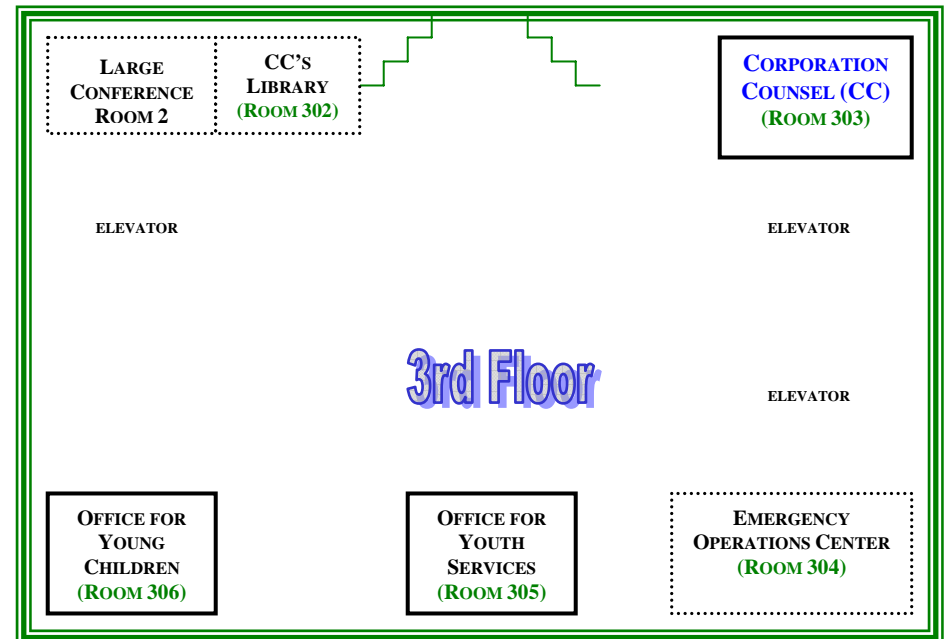 LARGE
CONFERENCE
ROOM 2
CC'S
LIBRARY
(ROOM 302)
CORPORATION
COUNSEL (CC)
(ROOM 303)
ELEVATOR
ELEVATOR
3rd Floor
ELEVATOR
OFFICE FOR
YOUNG
CHILDREN
(ROOM 306)
OFFICE FOR
YOUTH
SERVICES
(ROOM 305)
EMERGENCY
OPERATIONS CENTER
(ROOM 304)